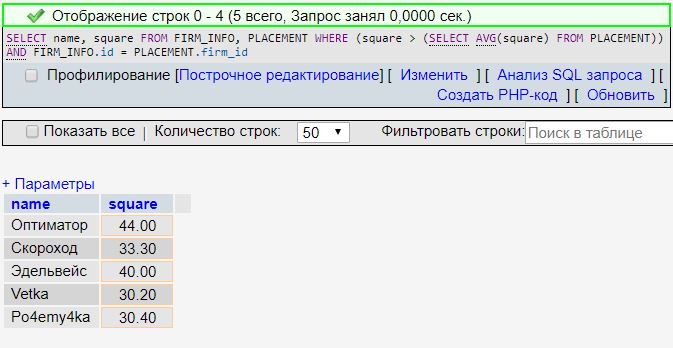 Отображение строк 0 - 4 (5 всего, Запрос занял 0,0000 сек.)
SELECT name, square FROM FIRM_INFO, PLACEMENT WHERE (square > (SELECT AVG(square) FROM PLACEMENT))
AND FIRM_INFO.id = PLACEMENT.firm_id
Профилирование [Построчное редактирование] [ Изменить ] [ Анализ SQL запроса ] [
Создать PHP-код ] [ Обновить ]
Показать все | Количество строк: 50 Фильтровать строки: Поиск в таблице
+ Параметры
name square
Оптиматор 44.00
Скороход 33.30
Эдельвейс 40.00
Vetka 30.20
Po4emy4ka 30.40